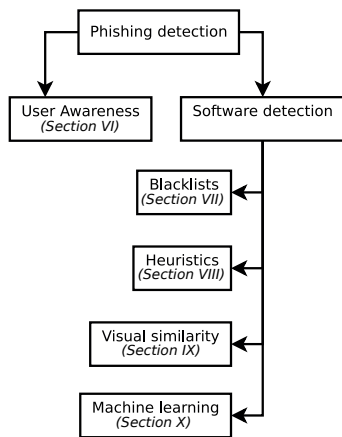 Phishing detection
User Awareness
(Section VI)
Software detection
Blacklists
(Section VII)
Heuristics
(Section VIII)
Visual similarity
(Section IX)
Machine learning
(Section X)